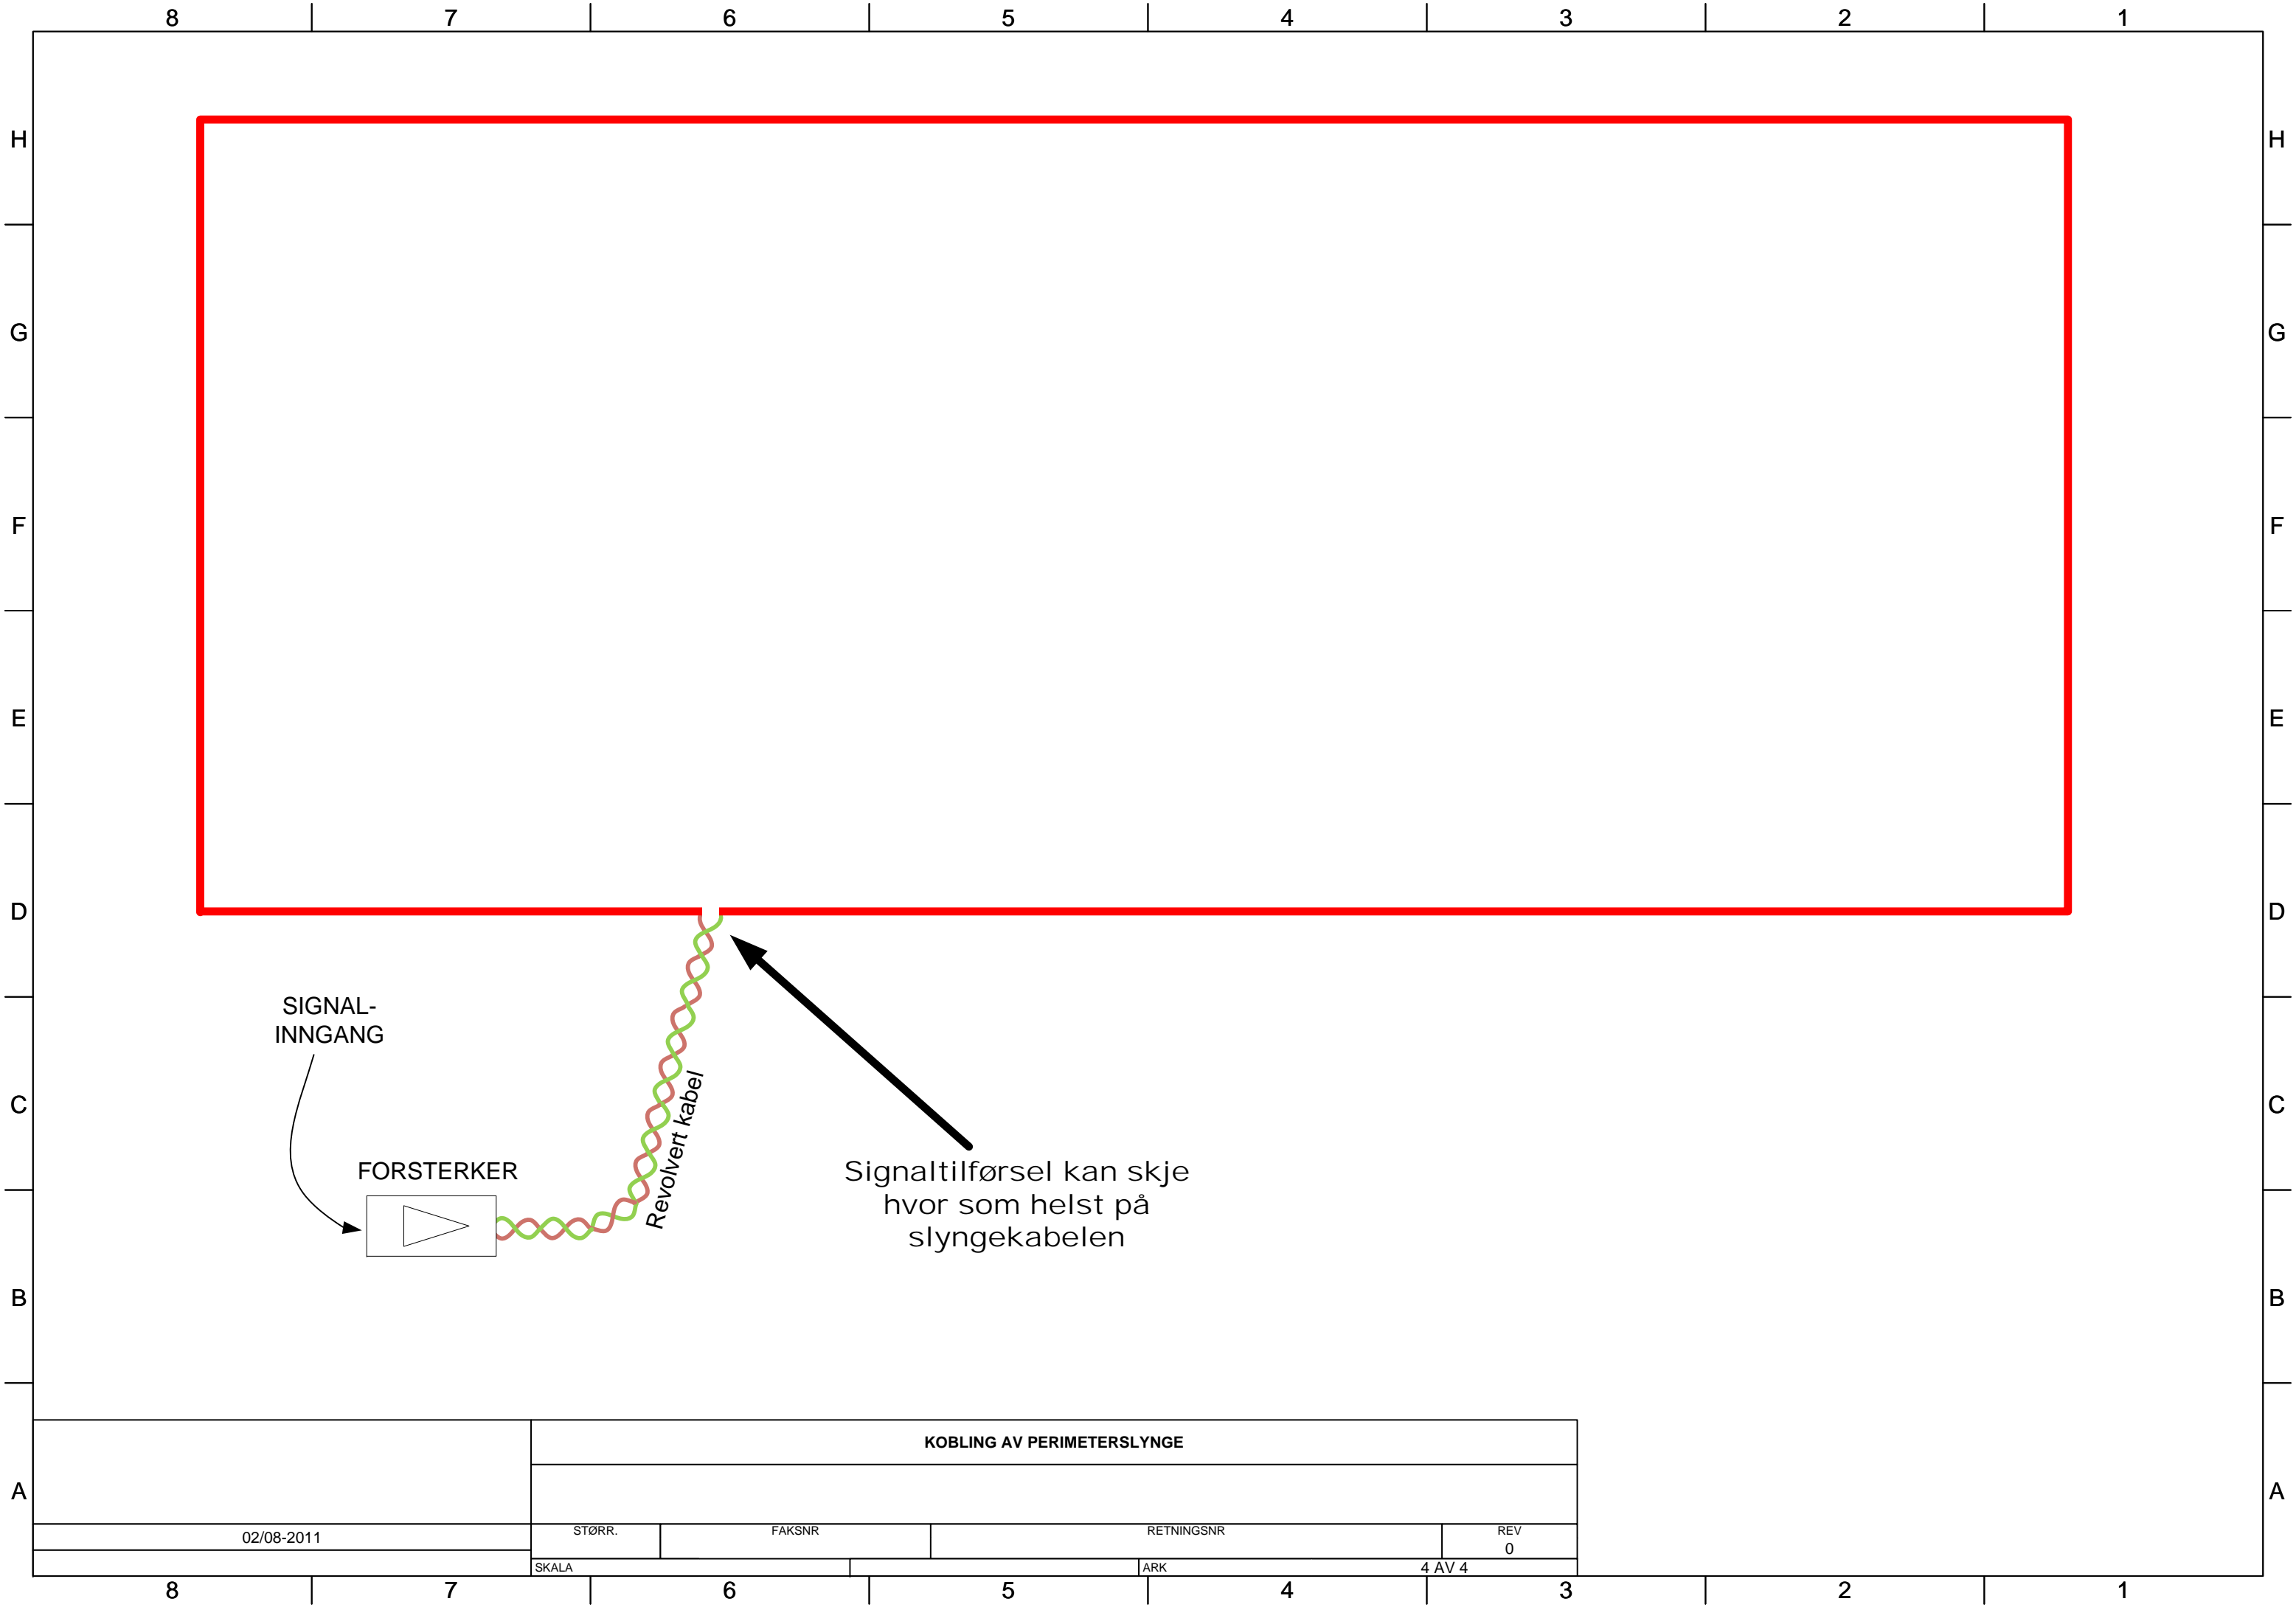 8 7 6 5 4 3 2 1
H H
G G
F F
E E
D D
SIGNAL-
INNGANG
Revolvert kabel
C C
FORSTERKER
Signaltilførsel kan skje
hvor som helst på
slyngekabelen
B B
KOBLING AV PERIMETERSLYNGE
A A
02/08-2011
STØRR. FAKSNR RETNINGSNR REV
0
SKALA ARK 4 AV 4
8 7 6 5 4 3 2 1